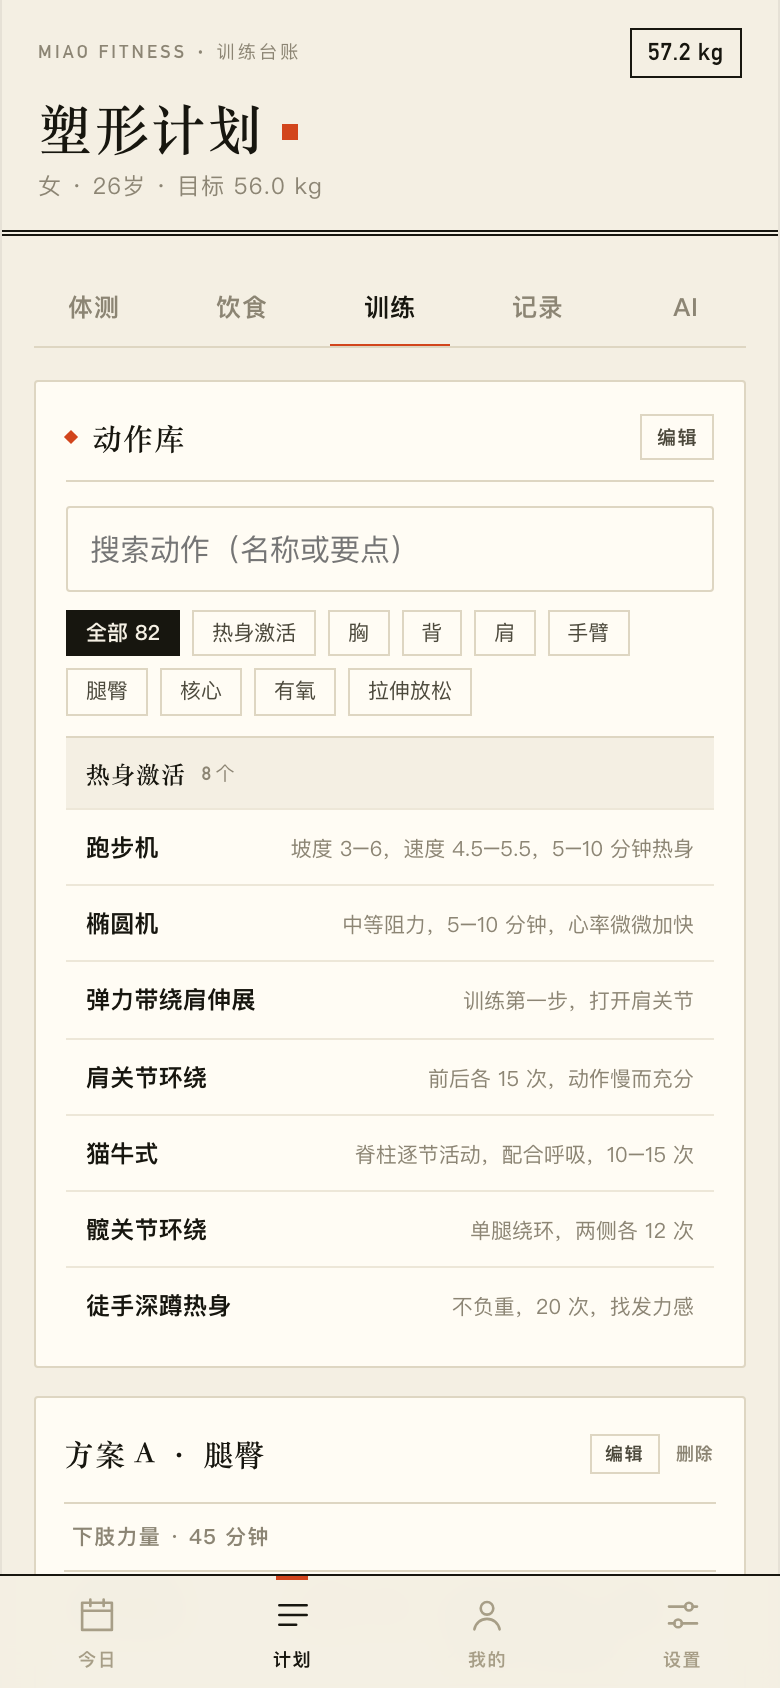 MIAO FITNESS · 训练台账
57.2 kg
塑形计划
女 · 26岁 · 目标 56.0 kg
体测 饮食 训练 记录 AI
动作库 编辑
搜索动作（名称或要点）
全部 82 热身激活 胸 背 肩 手臂
腿臀 核心 有氧 拉伸放松
热身激活 8个
跑步机 坡度 3–6，速度 4.5–5.5，5–10 分钟热身
椭圆机 中等阻力，5–10 分钟，心率微微加快
弹力带绕肩伸展 训练第一步，打开肩关节
肩关节环绕 前后各 15 次，动作慢而充分
猫牛式 脊柱逐节活动，配合呼吸，10–15 次
髋关节环绕 单腿绕环，两侧各 12 次
徒手深蹲热身 不负重，20 次，找发力感
方案 A · 腿臀 编辑 删除
下肢力量 · 45 分钟
今日 计划 我的 设置